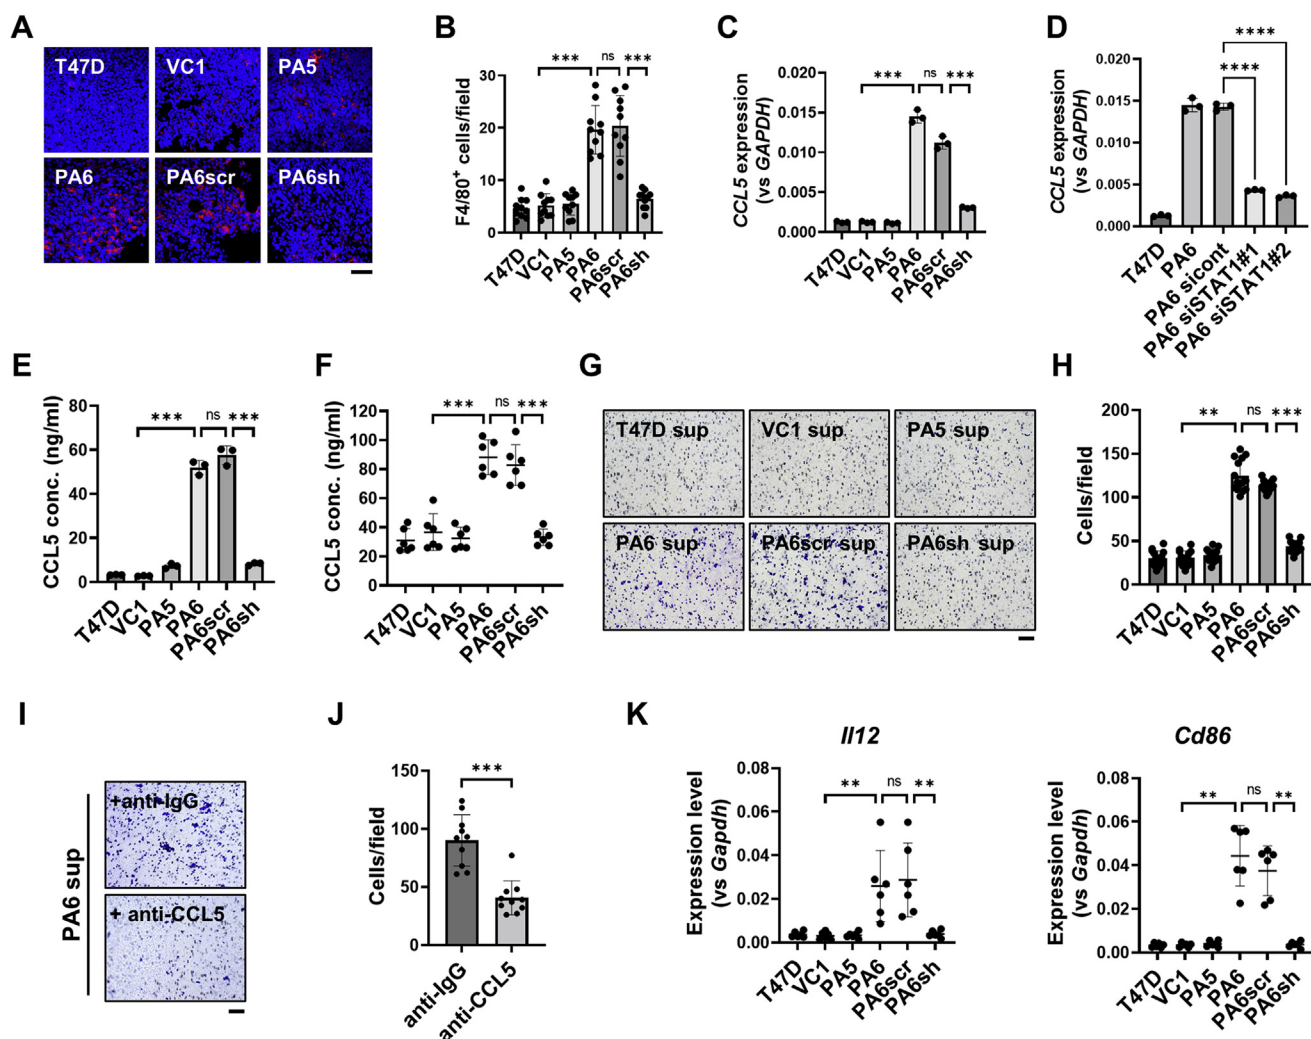 A
T47D
VC1
PA5
PA6
PA6scr
PA6sh
B
F4/80+ cells/field
30
20
10
0
***
ns
***
T47D
VC1
PA5
PA6
PA6scr
PA6sh
C
CCL5 expression
(vs GAPDH)
0.020
0.015
0.010
0.005
0.000
***
ns
***
T47D
VC1
PA5
PA6
PA6scr
PA6sh
D
CCL5 expression
(vs GAPDH)
0.020
0.015
0.010
0.005
0.000
****
****
T47D
PA6
PA6 sicont
PA6 siSTAT1#1
PA6 siSTAT1#2
E
CCL5 conc. (ng/ml)
80
60
40
20
0
***
ns
***
T47D
VC1
PA5
PA6
PA6scr
PA6sh
F
CCL5 conc. (ng/ml)
120
100
80
60
40
20
0
***
ns
***
T47D
VC1
PA5
PA6
PA6scr
PA6sh
G
T47D sup
VC1 sup
PA5 sup
PA6 sup
PA6scr sup
PA6sh sup
H
Cells/field
200
150
100
50
0
**
ns
***
T47D
VC1
PA5
PA6
PA6scr
PA6sh
I
PA6 sup
+anti-IgG
+ anti-CCL5
J
Cells/field
150
100
50
0
***
anti-IgG
anti-CCL5
K
Il12
Expression level
(vs Gapdh)
0.08
0.06
0.04
0.02
0.00
**
ns
**
T47D
VC1
PA5
PA6
PA6scr
PA6sh
Cd86
Expression level
(vs Gapdh)
0.08
0.06
0.04
0.02
0.00
**
ns
**
T47D
VC1
PA5
PA6
PA6scr
PA6sh